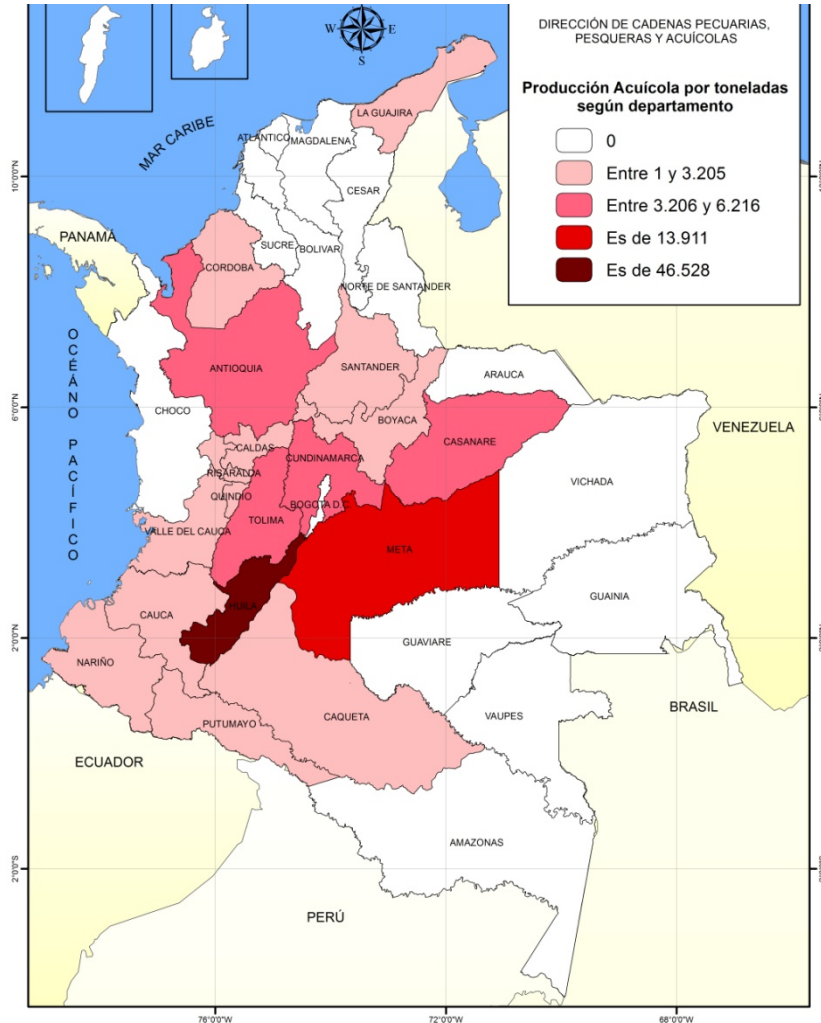 DIRECCIÓN DE CADENAS PECUARIAS,
PESQUERAS Y ACUÍCOLAS
Producción Acuícola por toneladas
según departamento
0
Entre 1 y 3.205
Entre 3.206 y 6.216
Es de 13.911
Es de 46.528
W E
S
MAR CARIBE
LA GUAJIRA
ATLANTICO
MAGDALENA
CESAR
10°0'0"N
PANAMÁ
SUCRE
BOLIVAR
CORDOBA
NORTE DE SANTANDER
OCÉANO PACÍFICO
ANTIOQUIA
SANTANDER
ARAUCA
6°0'0"N
CHOCO
BOYACA
VENEZUELA
CALDAS
CASANARE
CUNDINAMARCA
RISARALDA
VICHADA
QUINDIO
BOGOTA D.C
TOLIMA
VALLE DEL CAUCA
META
GUAINIA
HUILA
CAUCA
2°0'0"N
GUAVIARE
NARIÑO
BRASIL
CAQUETA
VAUPES
PUTUMAYO
ECUADOR
AMAZONAS
2°0'0"S
PERÚ
76°0'0"W
72°0'0"W
68°0'0"W